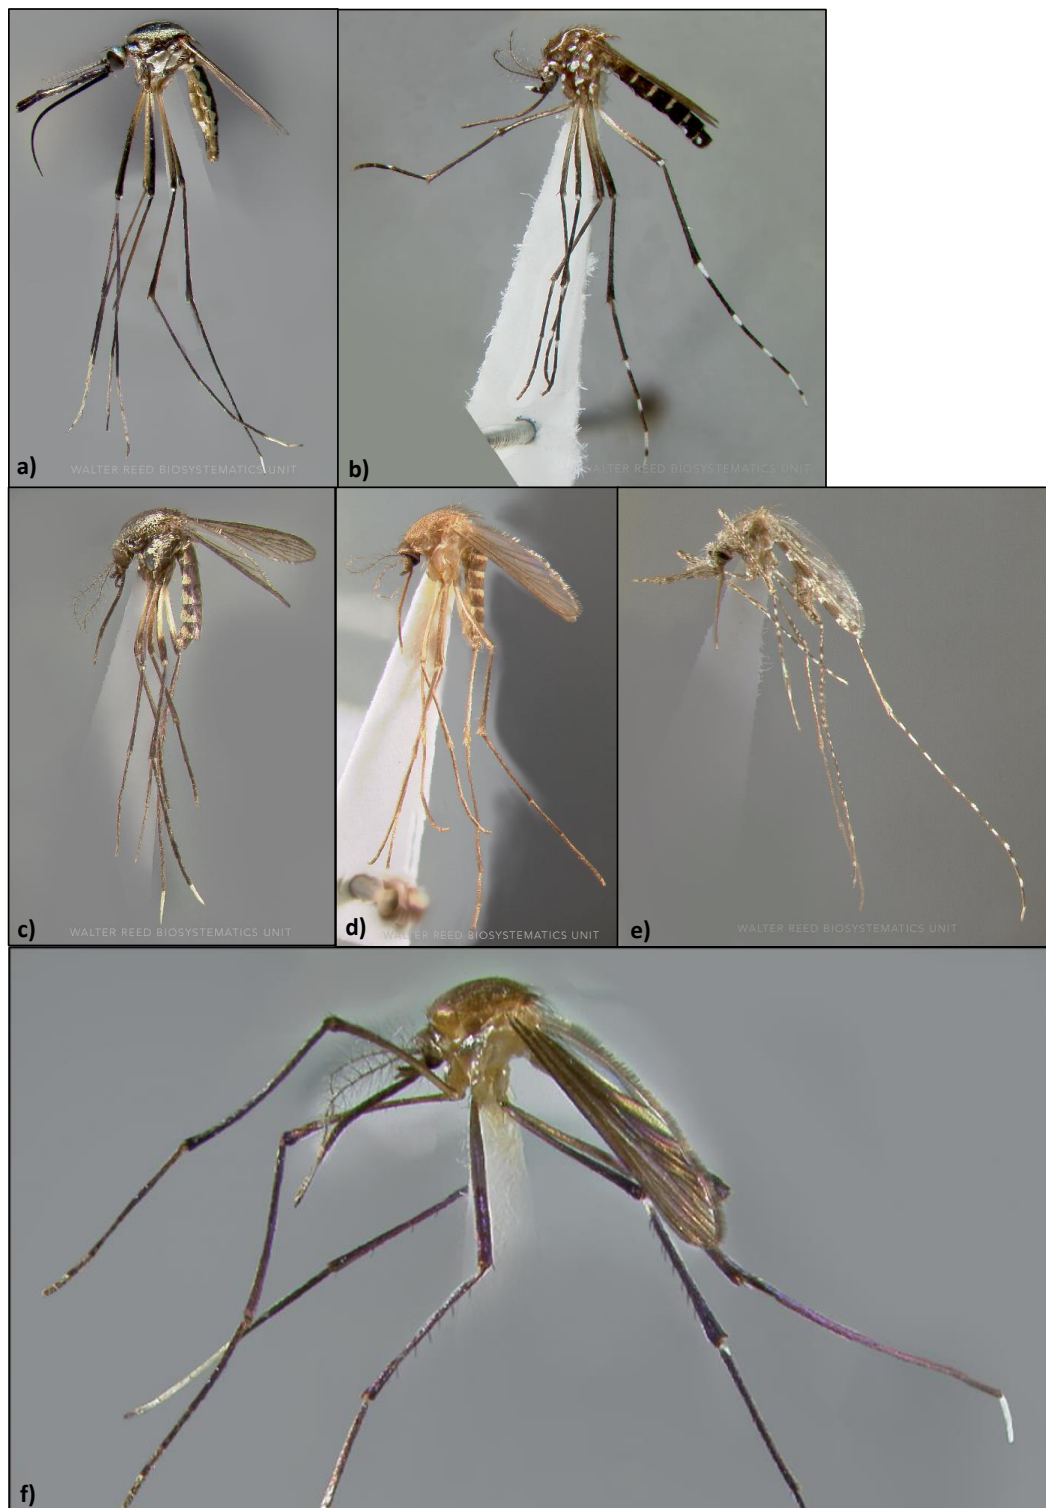 a)
WALTER REED BIOSYSTEMATICS UNIT
b)
WALTER REED BIOSYSTEMATICS UNIT
c)
WALTER REED BIOSYSTEMATICS UNIT
d)
WALTER REED BIOSYSTEMATICS UNIT
e)
WALTER REED BIOSYSTEMATICS UNIT
f)